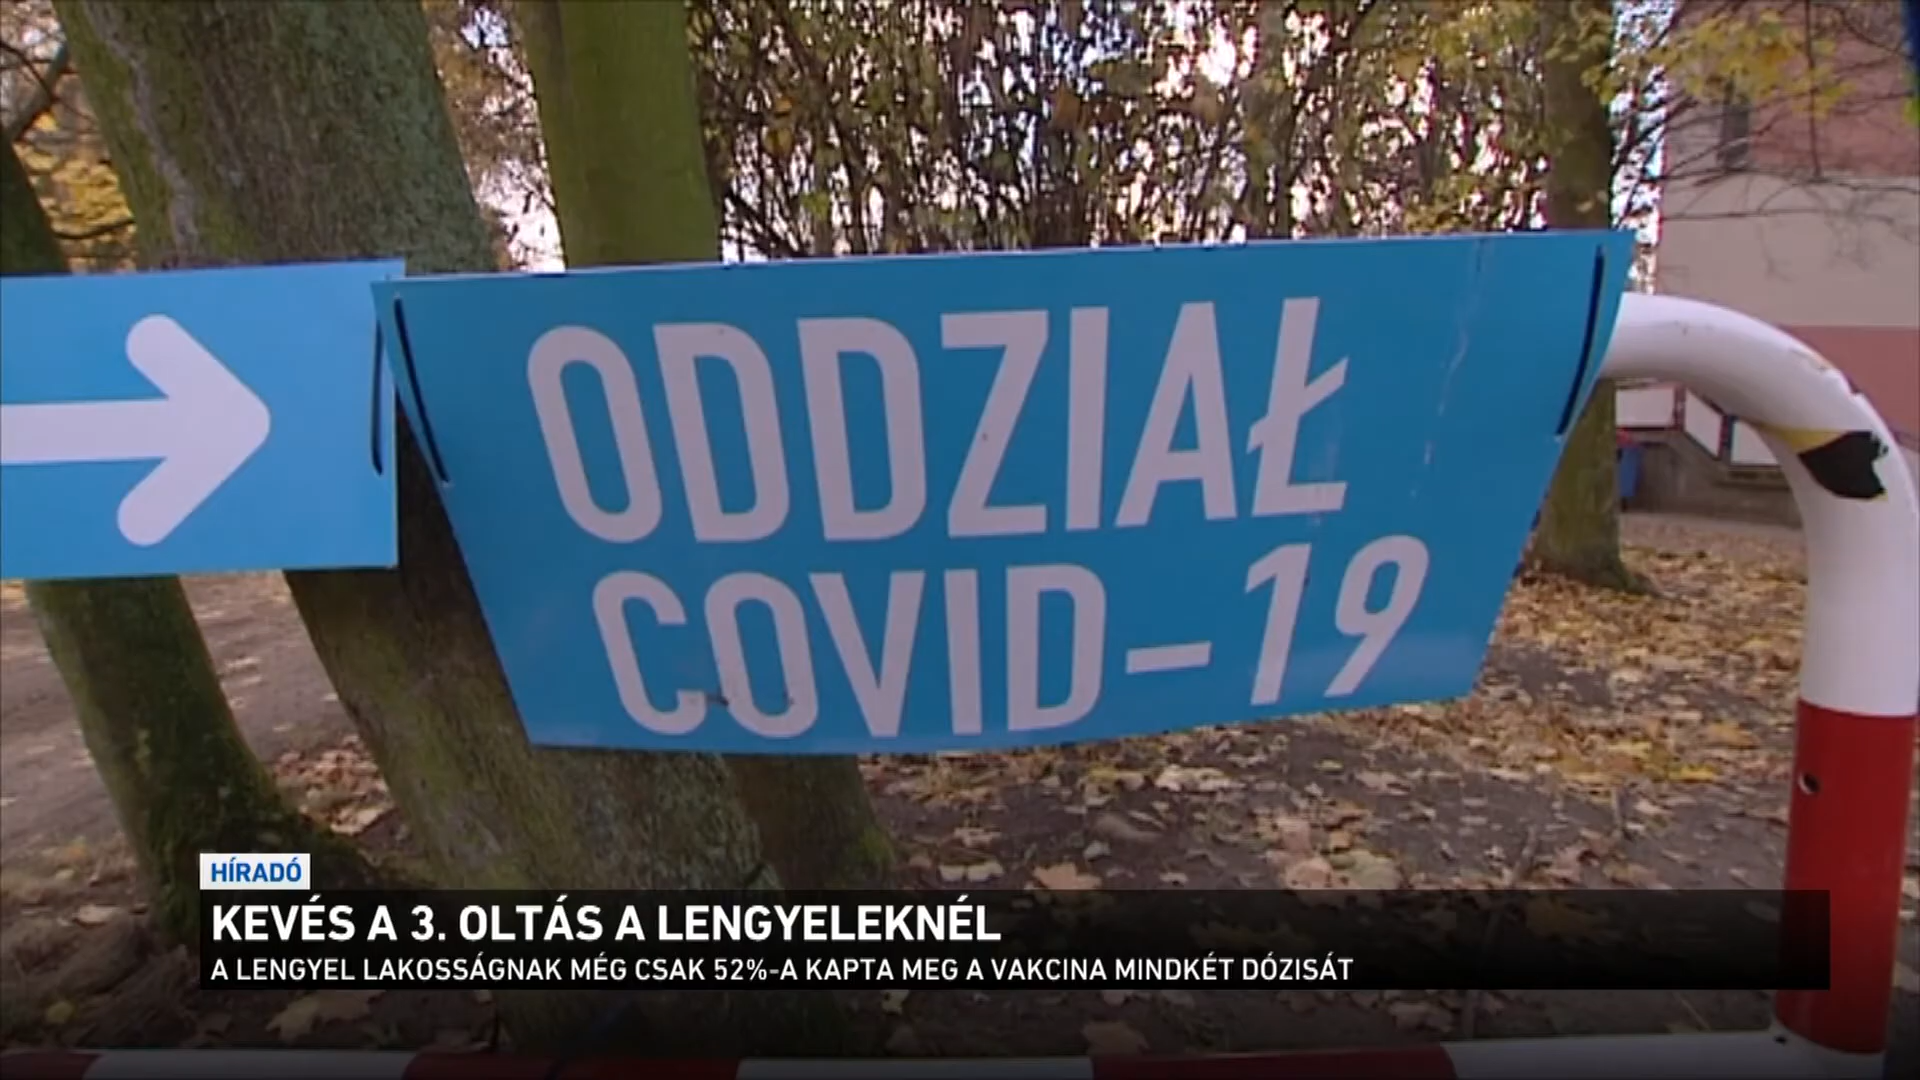 ODDZIAŁ
COVID-19
HÍRADÓ
KEVÉS A 3. OLTÁS A LENGYELEKNÉL
A LENGYEL LAKOSSÁGNAK MÉG CSAK 52%-A KAPTA MEG A VAKCINA MINDKÉT DÓZISÁT